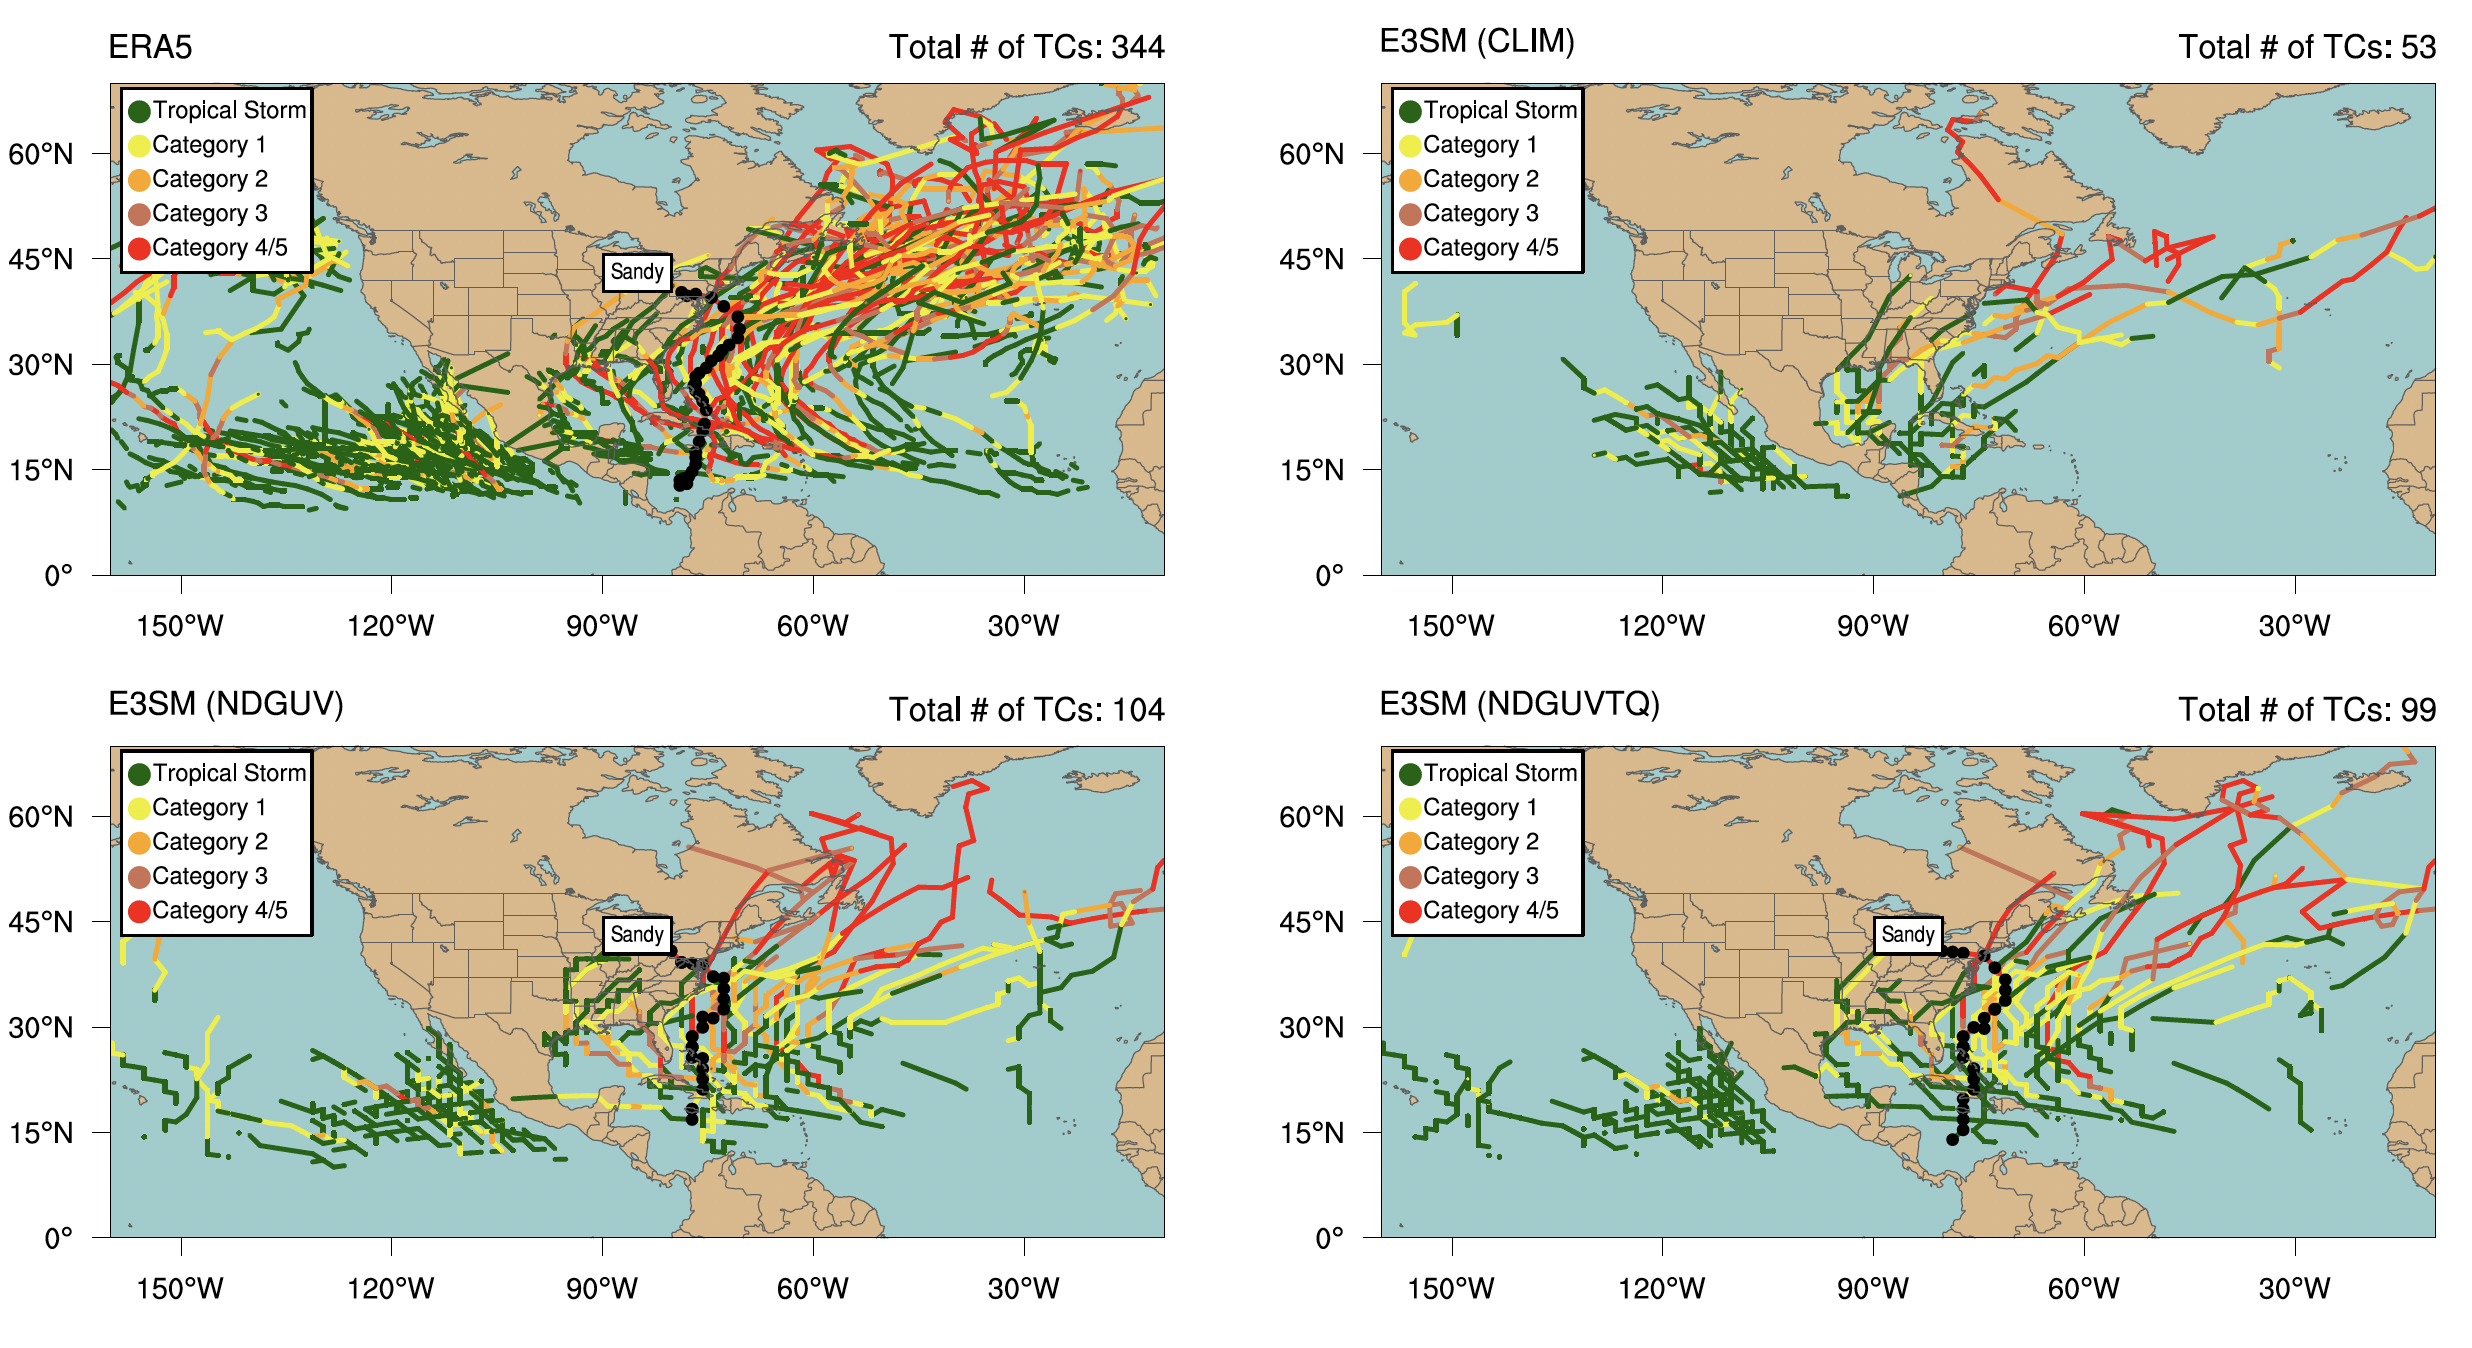 ERA5
Total # of TCs: 344
Tropical Storm
Category 1
Category 2
Category 3
Category 4/5
Sandy
60°N
45°N
30°N
15°N
0°
150°W 120°W 90°W 60°W 30°W
E3SM (CLIM)
Total # of TCs: 53
Tropical Storm
Category 1
Category 2
Category 3
Category 4/5
60°N
45°N
30°N
15°N
0°
150°W 120°W 90°W 60°W 30°W
E3SM (NDGUV)
Total # of TCs: 104
Tropical Storm
Category 1
Category 2
Category 3
Category 4/5
Sandy
60°N
45°N
30°N
15°N
0°
150°W 120°W 90°W 60°W 30°W
E3SM (NDGUVTQ)
Total # of TCs: 99
Tropical Storm
Category 1
Category 2
Category 3
Category 4/5
Sandy
60°N
45°N
30°N
15°N
0°
150°W 120°W 90°W 60°W 30°W